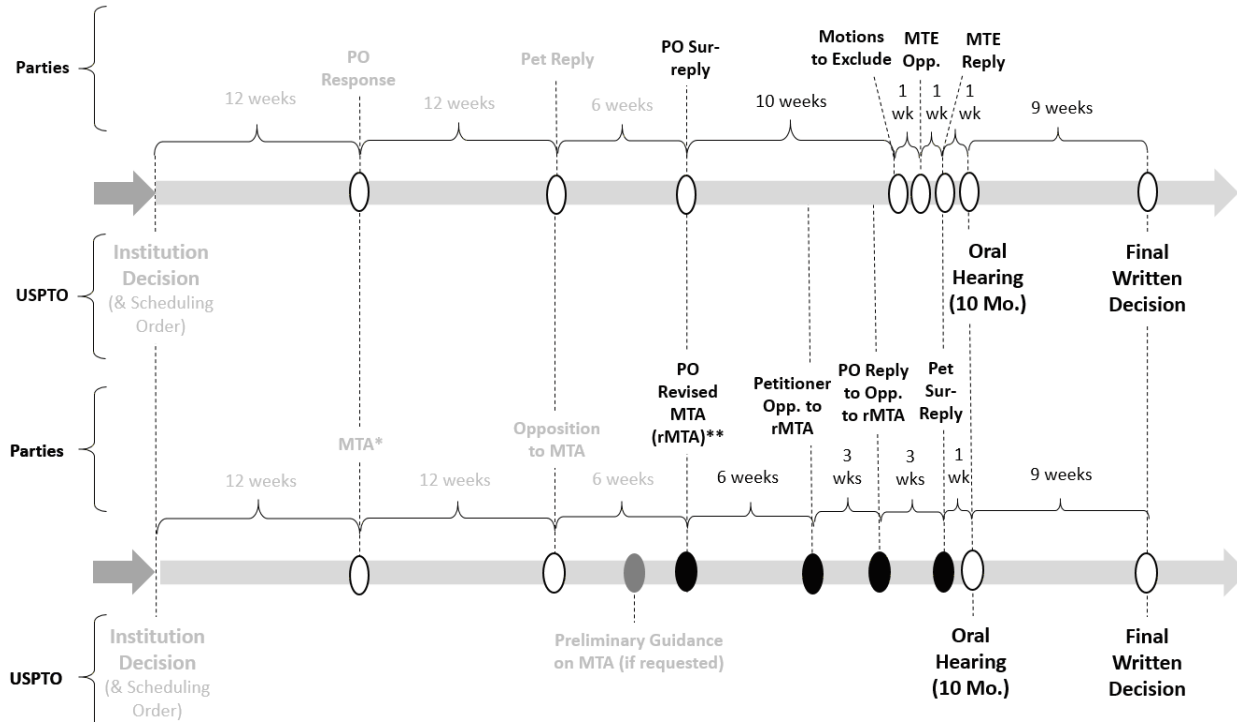 Motions
to Exclude
MTE
Opp.
MTE
Reply
PO Sur-
reply
PO
Response
Pet Reply
Parties
12 weeks
12 weeks
6 weeks
10 weeks
1
wk
1
wk
1
wk
9 weeks
USPTO
Institution
Decision
(& Scheduling
Order)
Oral
Hearing
(10 Mo.)
Final
Written
Decision
Parties
MTA*
Opposition
to MTA
PO
Revised
MTA
(rMTA)**
Petitioner
Opp. to
rMTA
PO Reply
to Opp.
to rMTA
Pet
Sur-
Reply
12 weeks
12 weeks
6 weeks
6 weeks
3
wks
3
wks
1
wk
9 weeks
USPTO
Institution
Decision
(& Scheduling
Order)
Preliminary Guidance
on MTA (if requested)
Oral
Hearing
(10 Mo.)
Final
Written
Decision